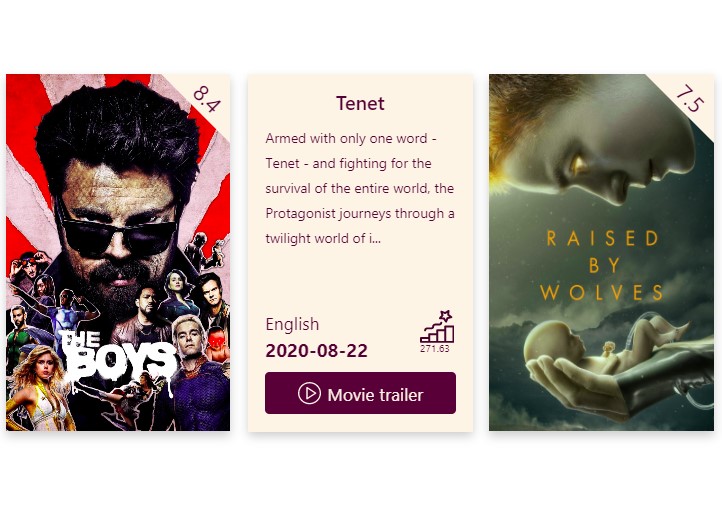 8.4
THE
BOYS
Tenet
Armed with only one word -
Tenet - and fighting for the
survival of the entire world, the
Protagonist journeys through a
twilight world of i...
English
2020-08-22
271.63
Movie trailer
7.5
RAISED
BY
WOLVES